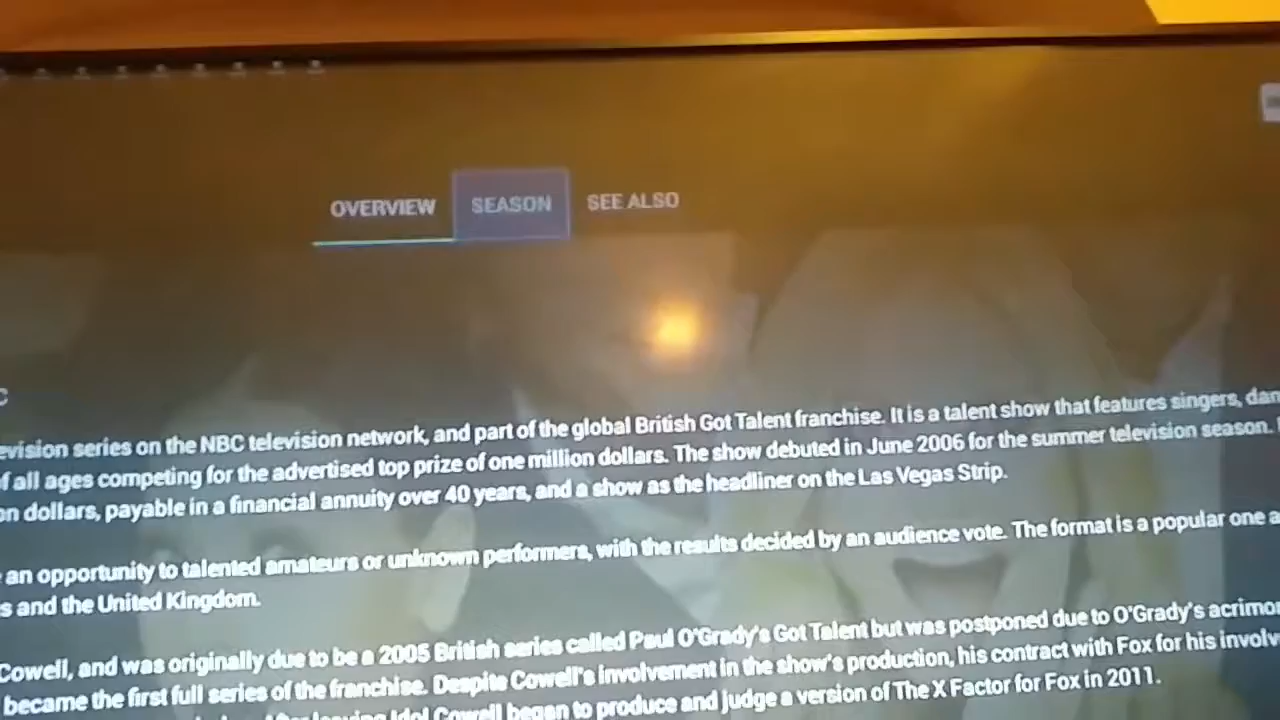 OVERVIEW SEASON SEE ALSO
evision series on the NBC television network, and part of the global British Got Talent franchise. It is a talent show that features singers, dan
f all ages competing for the advertised top prize of one million dollars. The show debuted in June 2006 for the summer television season.
on dollars, payable in a financial annuity over 40 years, and a show as the headliner on the Las Vegas Strip.
an opportunity to talented amateurs or unknown performers, with the results decided by an audience vote. The format is a popular one a
s and the United Kingdom.
Cowell, and was originally due to be a 2005 British series called Paul O'Grady's Got Talent but was postponed due to O'Grady's acrimo
became the first full series of the franchise. Despite Cowell's involvement in the show's production, his contract with Fox for his involv
After leaving Idol Cowell began to produce and judge a version of The X Factor for Fox in 2011.